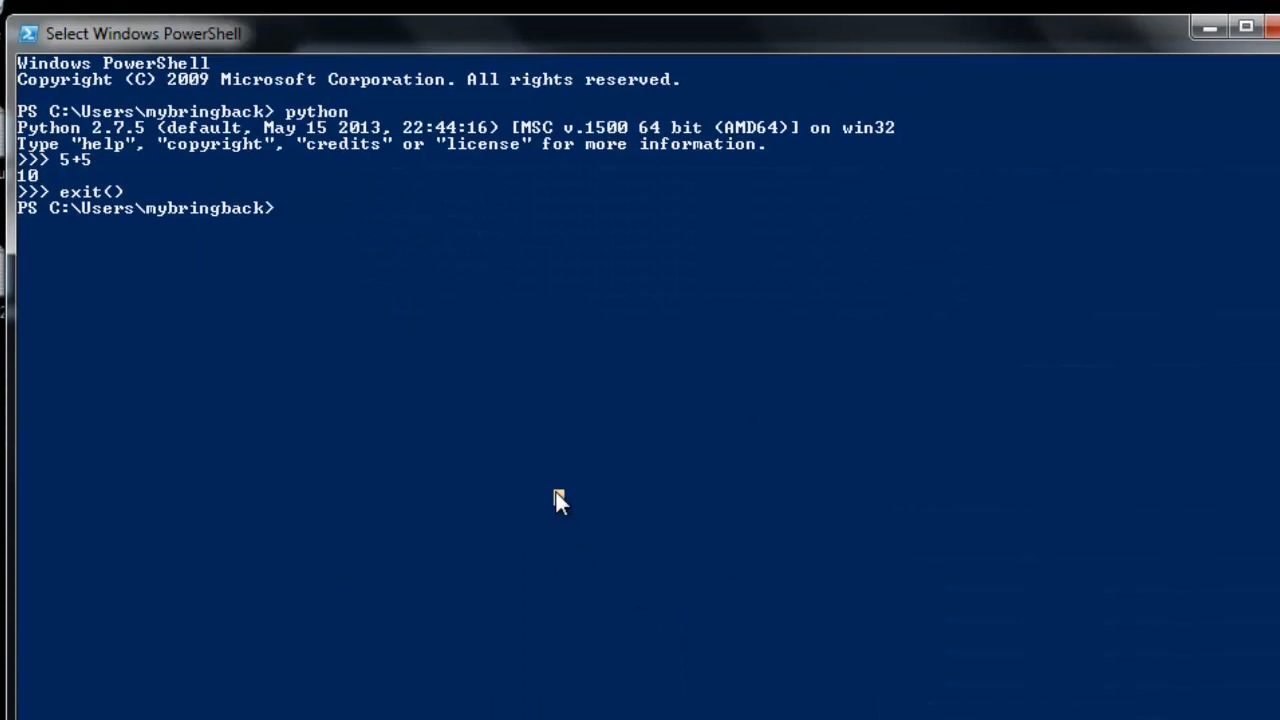 Select Windows PowerShell
Windows PowerShell
Copyright (C) 2009 Microsoft Corporation. All rights reserved.
PS C:\Users\mybringback> python
Python 2.7.5 (default, May 15 2013, 22:44:16) [MSC v.1500 64 bit (AMD64)] on win32
Type "help", "copyright", "credits" or "license" for more information.
>>> 5+5
10
>>> exit()
PS C:\Users\mybringback>